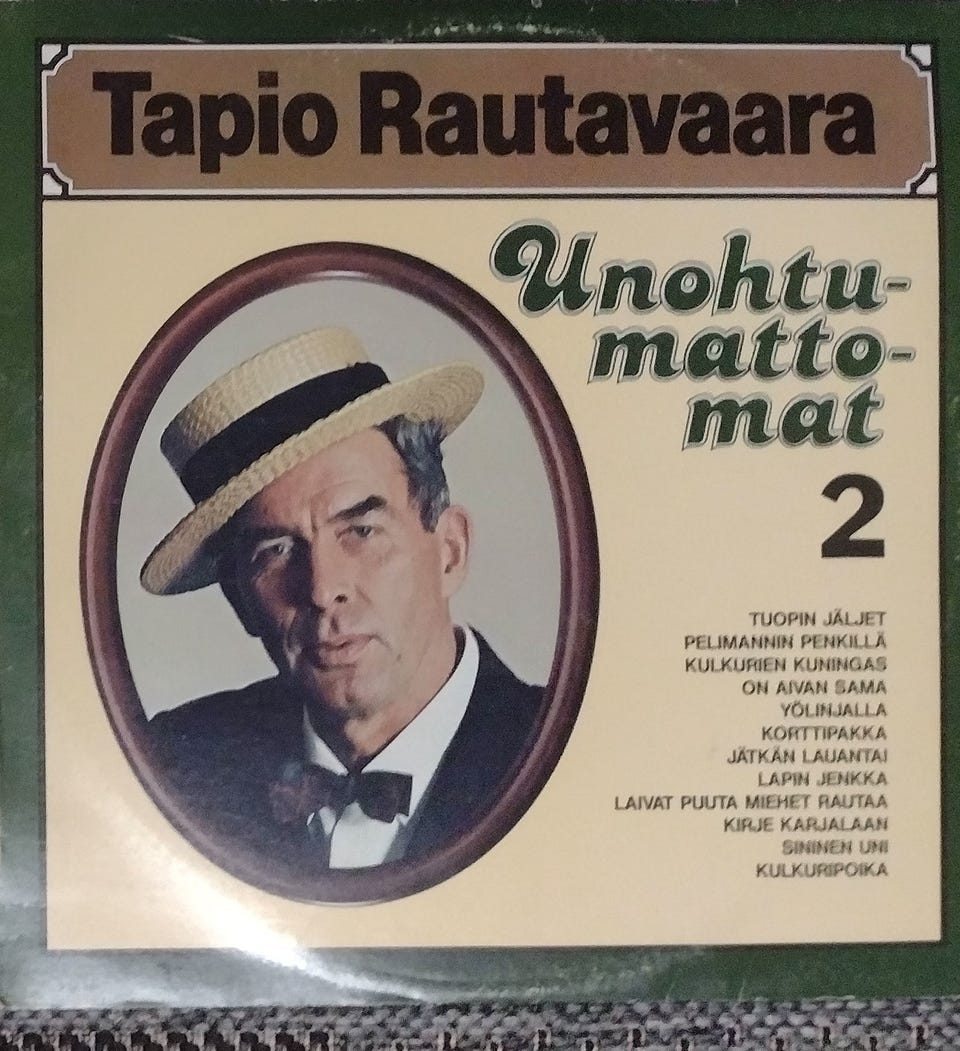 Tapio Rautavaara
Unohtu-
matto-
mat
2
TUOPIN JÄLJET
PELIMANNIN PENKILLÄ
KULKURIEN KUNINGAS
ON AIVAN SAMA
YÖLINJALLA
KORTTIPAKKA
JÄTKÄN LAUANTAI
LAPIN JENKKA
LAIVAT PUUTA MIEHET RAUTAA
KIRJE KARJALAAN
SININEN UNI
KULKURIPOIKA